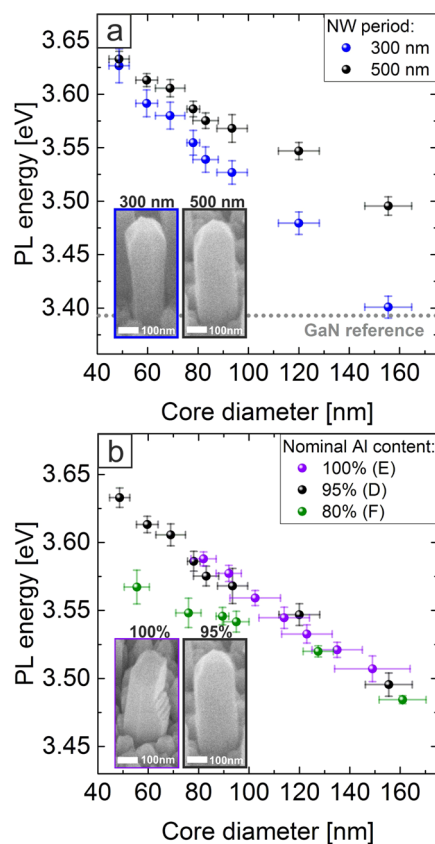 a
NW period:
300 nm
500 nm
3.65
3.60
3.55
3.50
3.45
3.40
PL energy [eV]
300 nm
500 nm
100nm
100nm
GaN reference
40 60 80 100 120 140 160
Core diameter [nm]
b
Nominal Al content:
100% (E)
95% (D)
80% (F)
3.65
3.60
3.55
3.50
3.45
PL energy [eV]
100%
95%
100nm
100nm
40 60 80 100 120 140 160
Core diameter [nm]